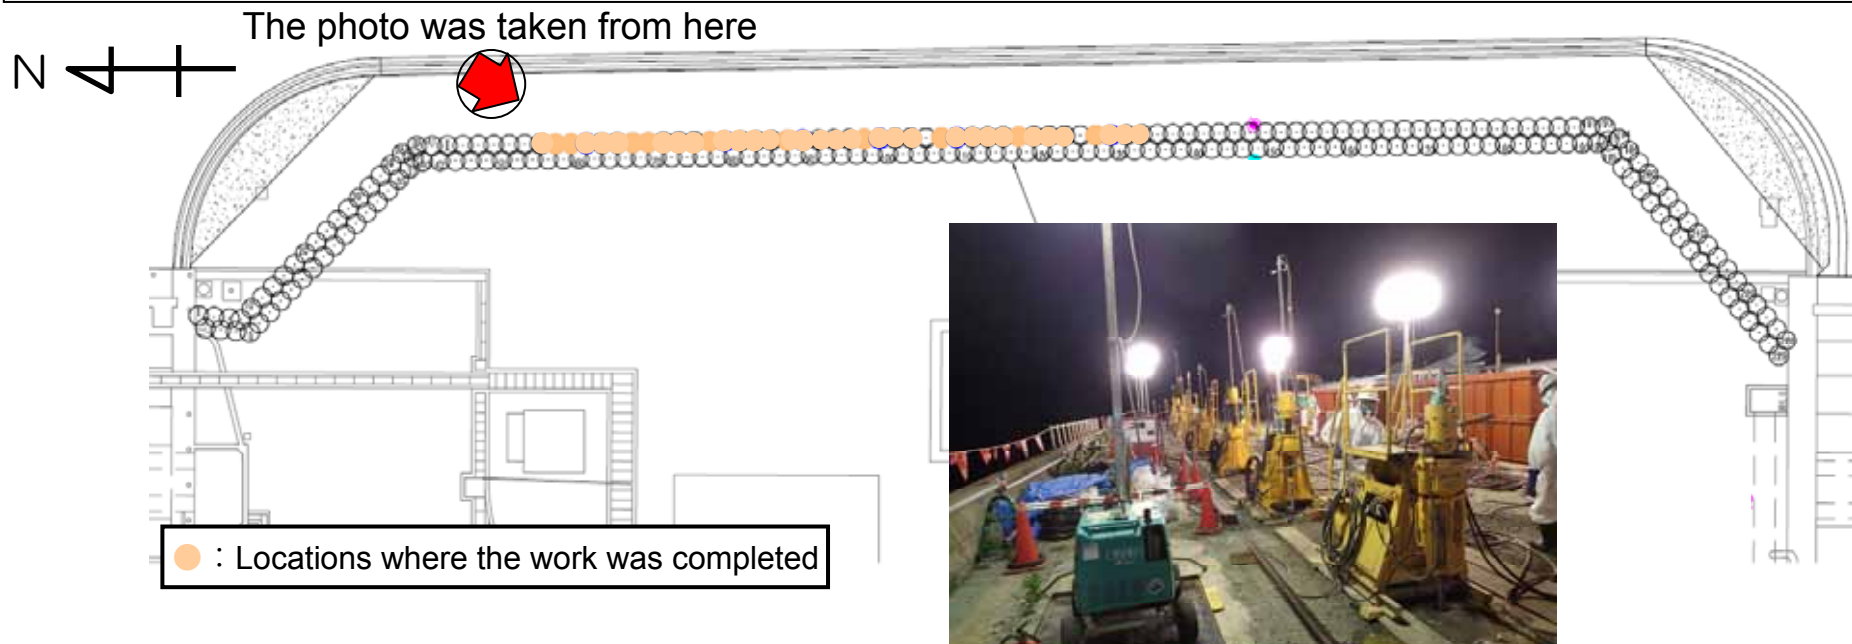 The photo was taken from here
N
: Locations where the work was completed